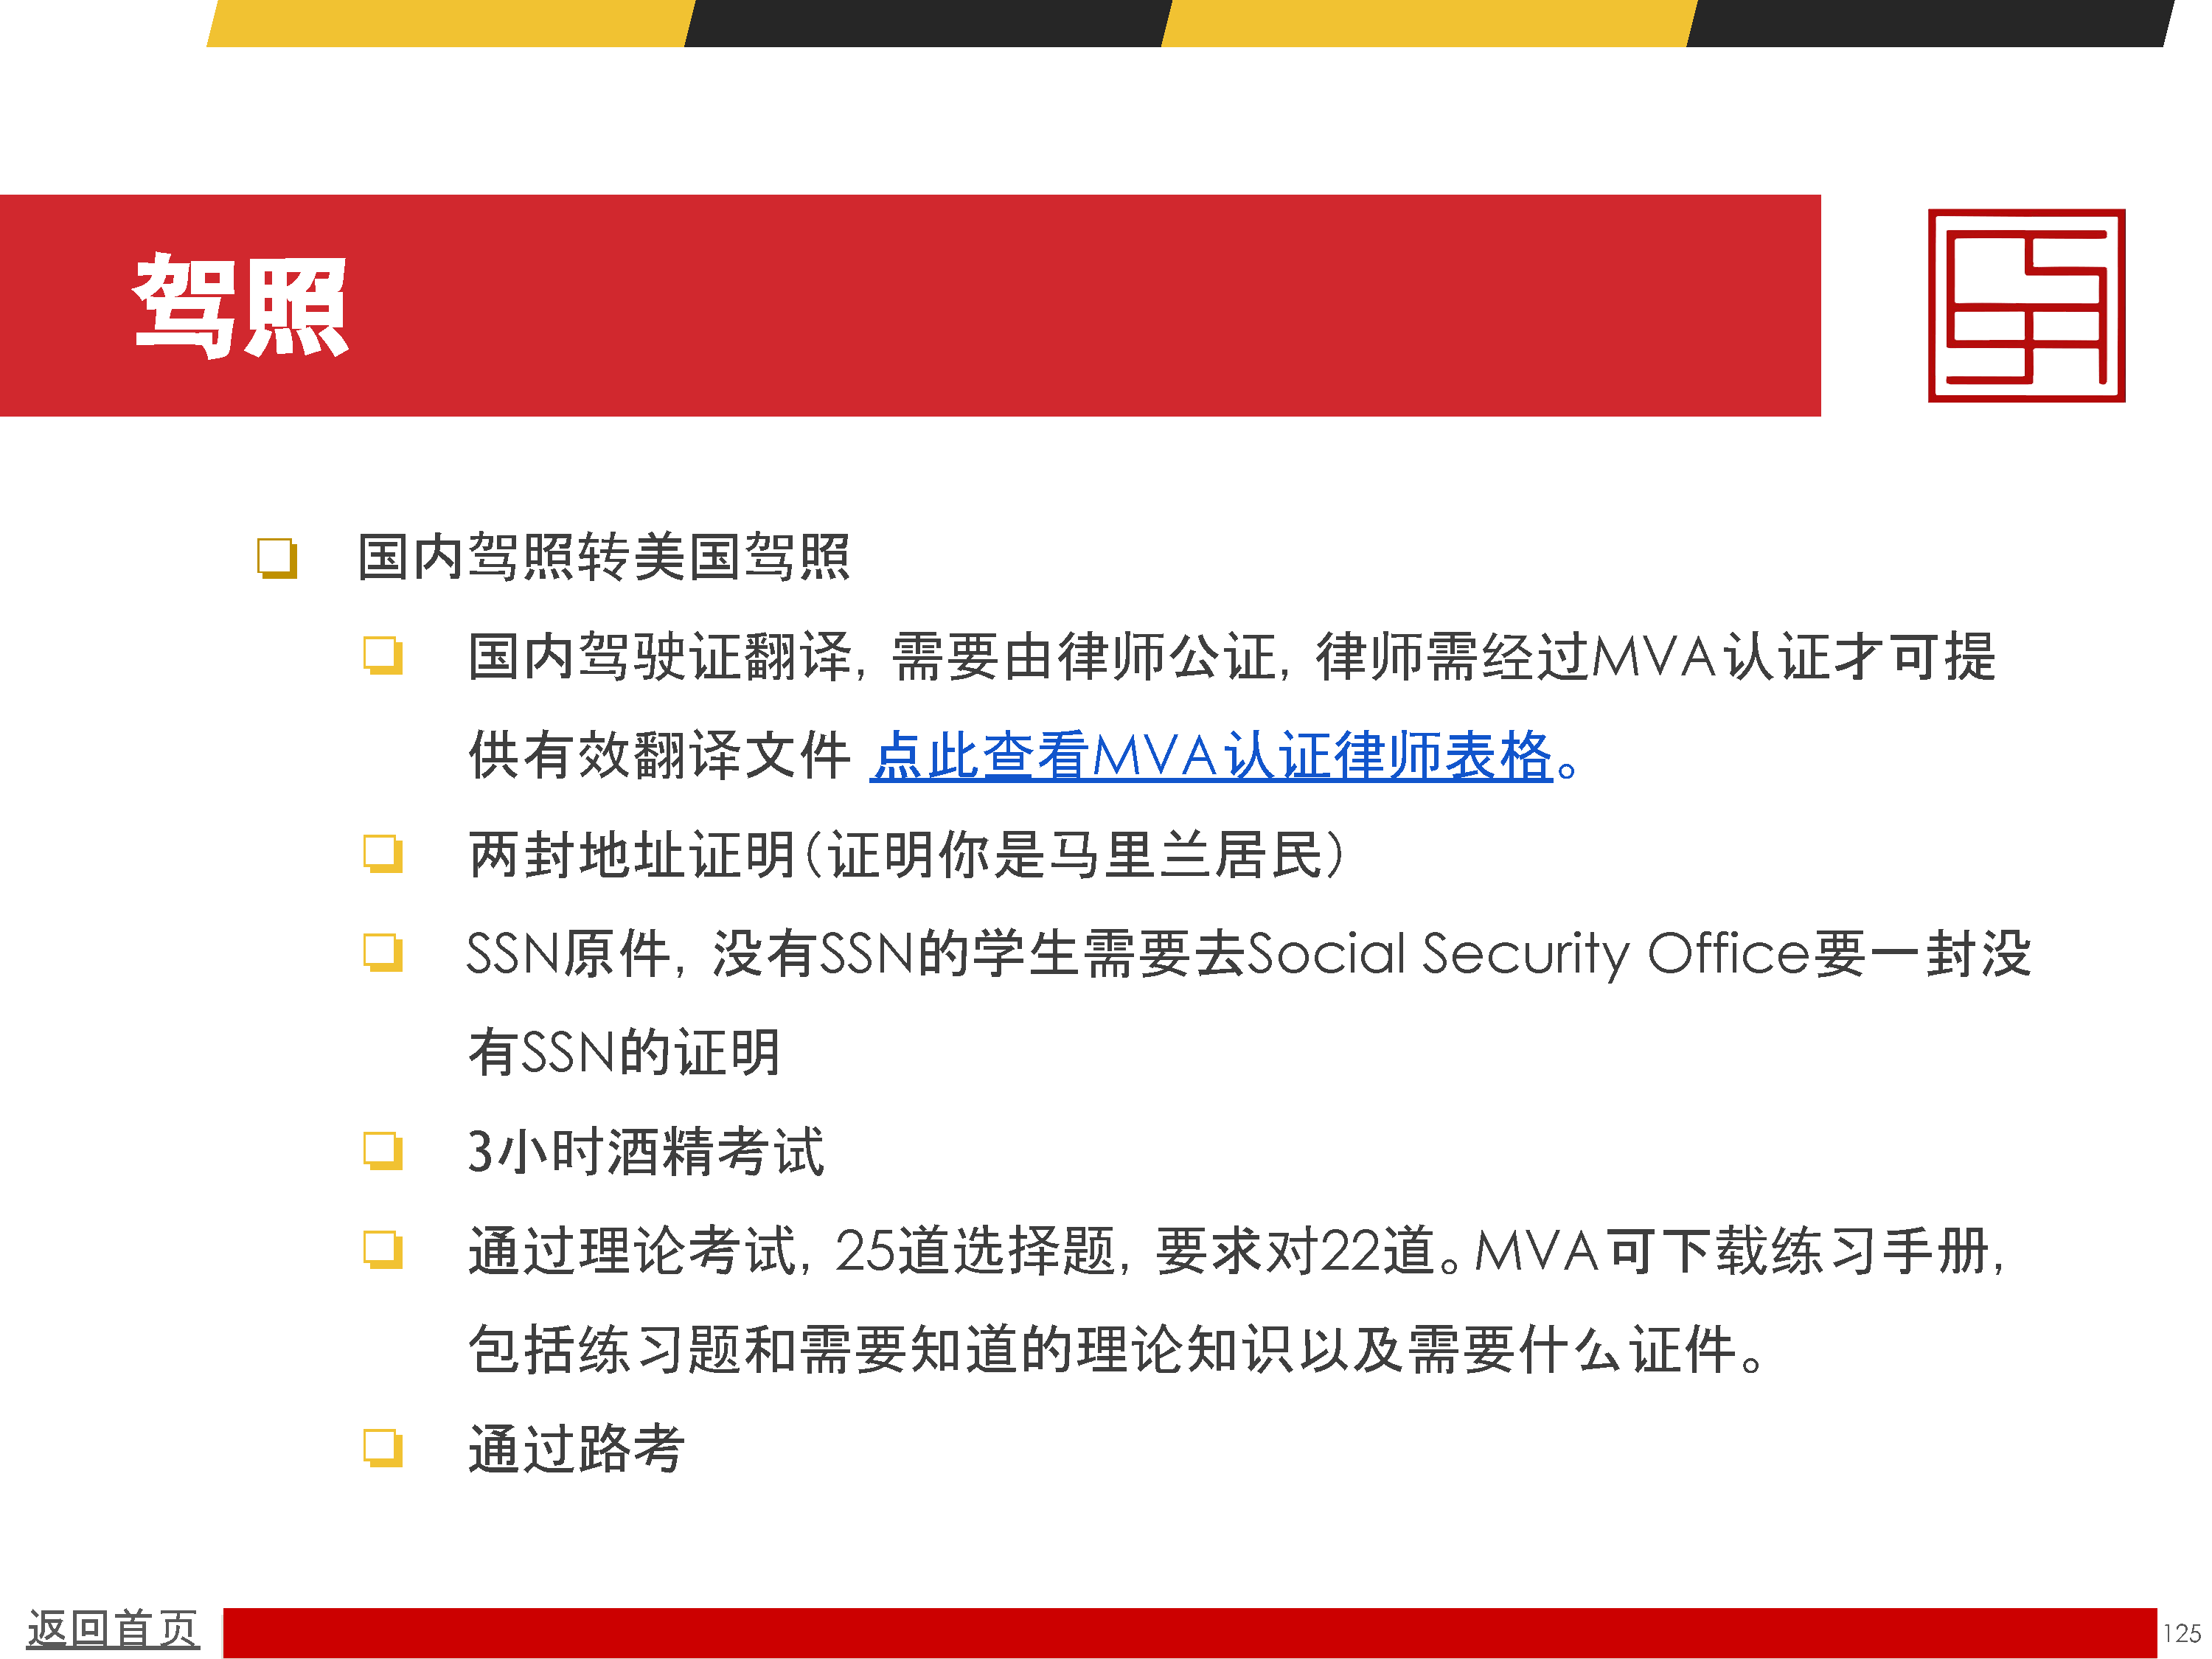 驾照
国内驾照转美国驾照
国内驾驶证翻译，需要由律师公证，律师需经过MVA认证才可提
供有效翻译文件 点此查看MVA认证律师表格。
两封地址证明（证明你是马里兰居民）
SSN原件，没有SSN的学生需要去Social Security Office要一封没
有SSN的证明
3小时酒精考试
通过理论考试，25道选择题，要求对22道。MVA可下载练习手册，
包括练习题和需要知道的理论知识以及需要什么证件。
通过路考
返回首页
125